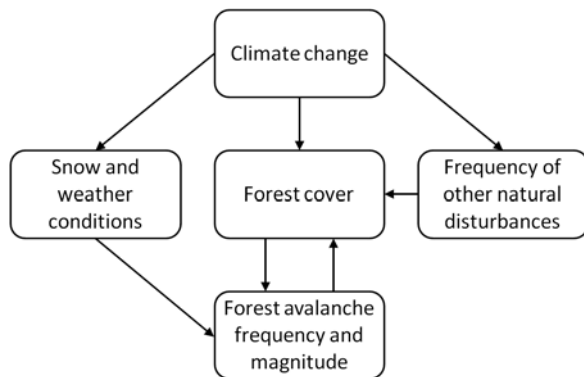 Climate change
Snow and
weather
conditions
Forest cover
Frequency of
other natural
disturbances
Forest avalanche
frequency and
magnitude